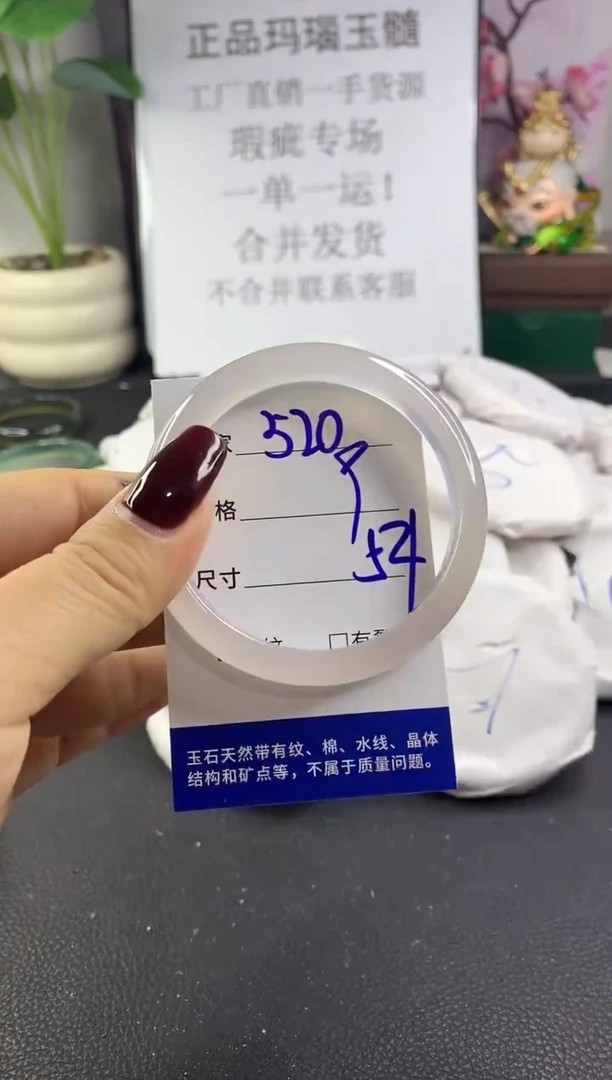 正品玛瑙玉髓
工厂直销一手货源
瑕疵专场
一单一运！
合并发货
不合并联系客服
520
格
尺寸 54
纹 口有
玉石天然带有纹、棉、水线、晶体
结构和矿点等，不属于质量问题。